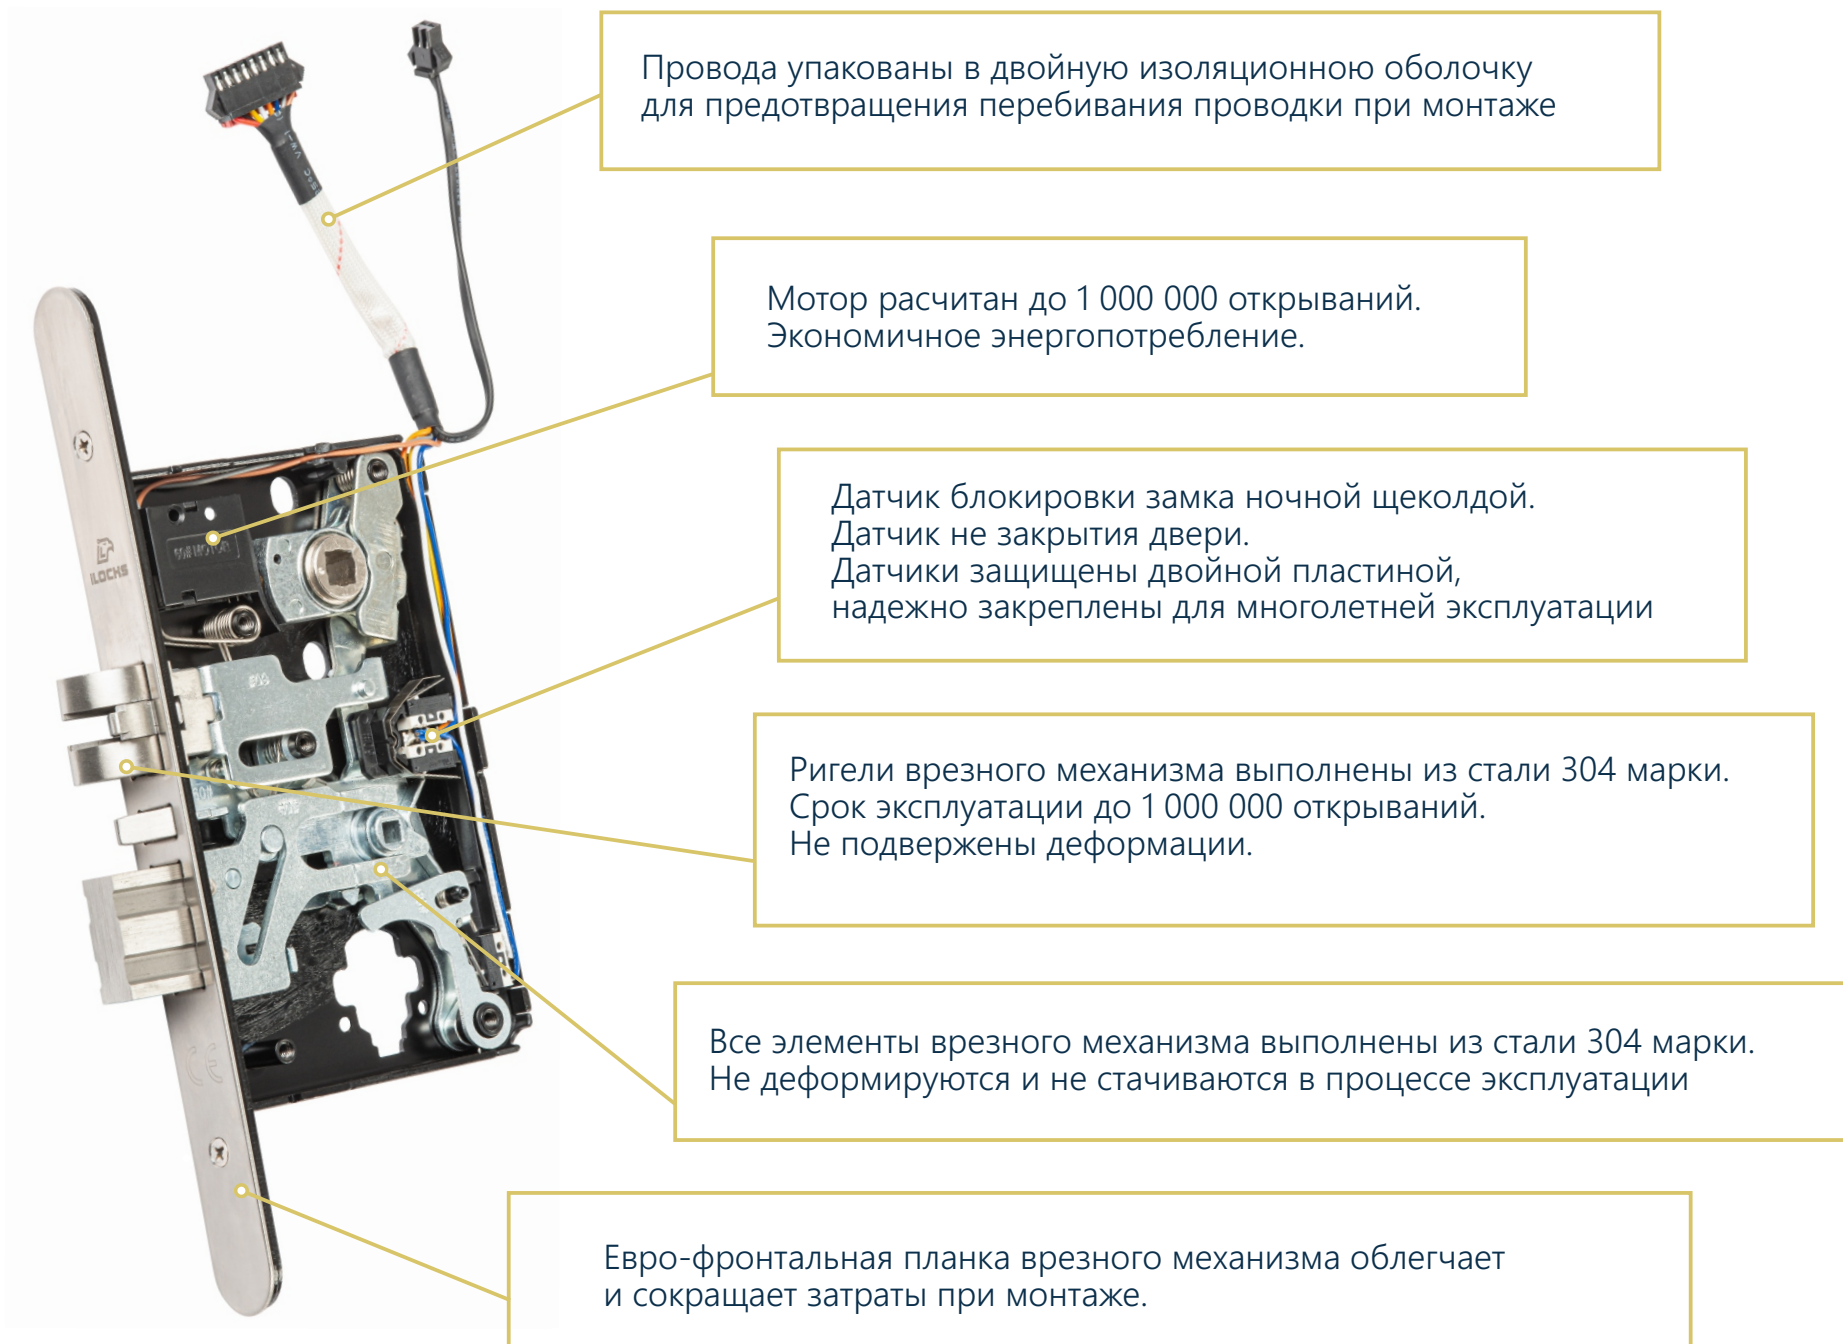 Провода упакованы в двойную изоляционною оболочку
для предотвращения перебивания проводки при монтаже
Мотор расчитан до 1 000 000 открываний.
Экономичное энергопотребление.
Датчик блокировки замка ночной щеколдой.
Датчик не закрытия двери.
Датчики защищены двойной пластиной,
надежно закреплены для многолетней эксплуатации
iLOCKS
Ригели врезного механизма выполнены из стали 304 марки.
Срок эксплуатации до 1 000 000 открываний.
Не подвержены деформации.
Все элементы врезного механизма выполнены из стали 304 марки.
Не деформируются и не стачиваются в процессе эксплуатации
CE
Евро-фронтальная планка врезного механизма облегчает
и сокращает затраты при монтаже.